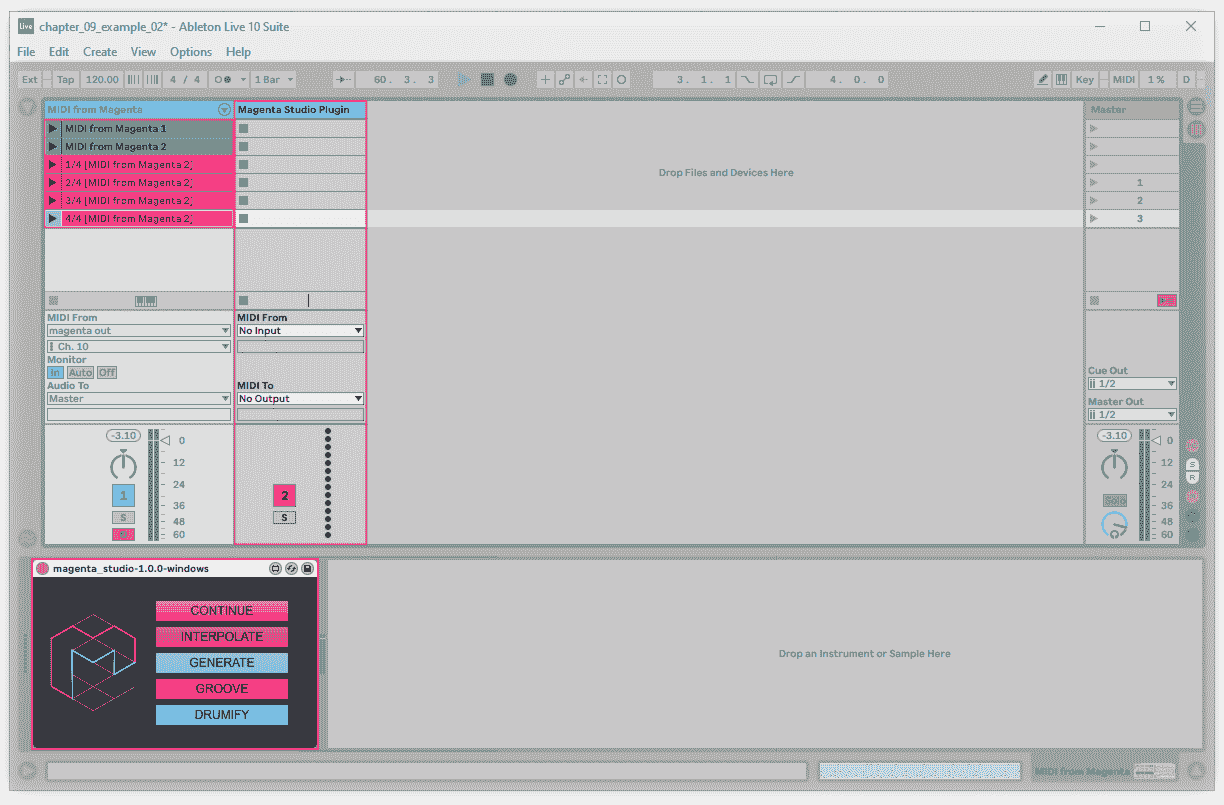 Live chapter_09_example_02* - Ableton Live 10 Suite
File Edit Create View Options Help
Ext Tap 120.00 4 / 4 1 Bar 60. 3. 3 3. 1. 1 4. 0. 0 Key MIDI 1 % D
MIDI from Magenta Magenta Studio Plugin Master
MIDI from Magenta 1
MIDI from Magenta 2
1/4 [MIDI from Magenta 2]
2/4 [MIDI from Magenta 2] 1
3/4 [MIDI from Magenta 2] 2
4/4 [MIDI from Magenta 2] 3
Drop Files and Devices Here
MIDI From MIDI From
magenta out No Input
Ch. 10
Monitor
In Auto Off
Audio To MIDI To
Master No Output
Cue Out
1/2
Master Out
1/2
-3.10 0
12
24
1
36
S 48
60
2
S
-3.10 0
12
24
36
Solo 48
60
S
R
magenta_studio-1.0.0-windows
CONTINUE
INTERPOLATE
GENERATE
GROOVE
DRUMIFY
Drop an Instrument or Sample Here
MIDI from Magenta